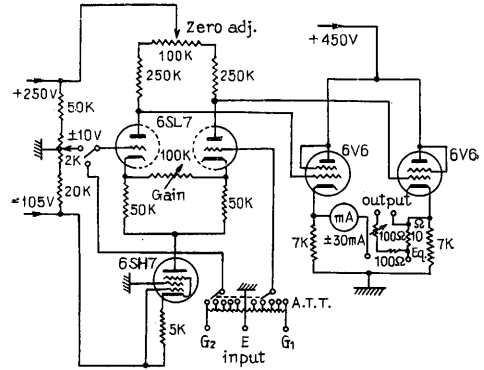 Zero adj.
100K
+450V
250K
250K
+250V
50K
6SL7
±10V
2K
100K
6V6
6V6
20K
Gain
105V
50K
50K
output
mA
±30mA
100Ω
Ω
10
Eq.
100Ω
7K
7K
6SH7
A.T.T.
5K
G2
E
G1
input